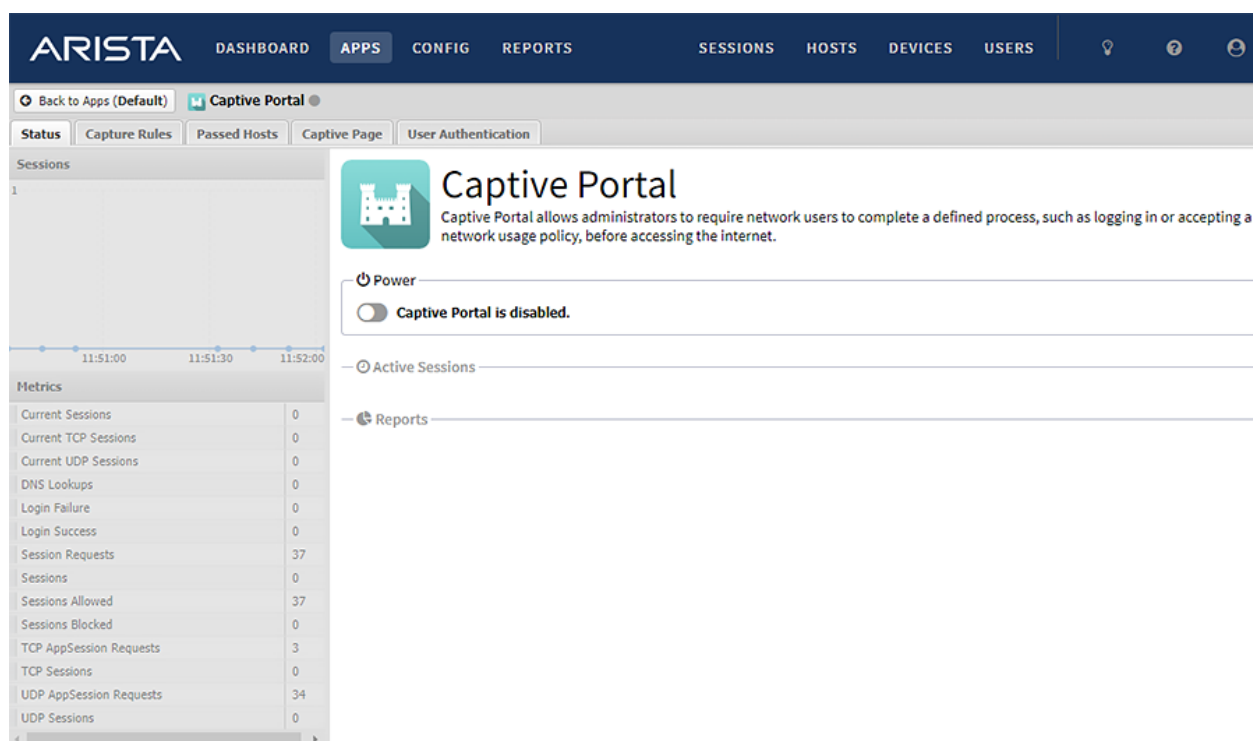 ARISTA DASHBOARD APPS CONFIG REPORTS SESSIONS HOSTS DEVICES USERS
Back to Apps (Default) Captive Portal
Status Capture Rules Passed Hosts Captive Page User Authentication
Sessions
1
11:51:00 11:51:30 11:52:00
Metrics
Current Sessions 0
Current TCP Sessions 0
Current UDP Sessions 0
DNS Lookups 0
Login Failure 0
Login Success 0
Session Requests 37
Sessions 0
Sessions Allowed 37
Sessions Blocked 0
TCP AppSession Requests 3
TCP Sessions 0
UDP AppSession Requests 34
UDP Sessions 0
Captive Portal
Captive Portal allows administrators to require network users to complete a defined process, such as logging in or accepting a
network usage policy, before accessing the internet.
Power
Captive Portal is disabled.
Active Sessions
Reports